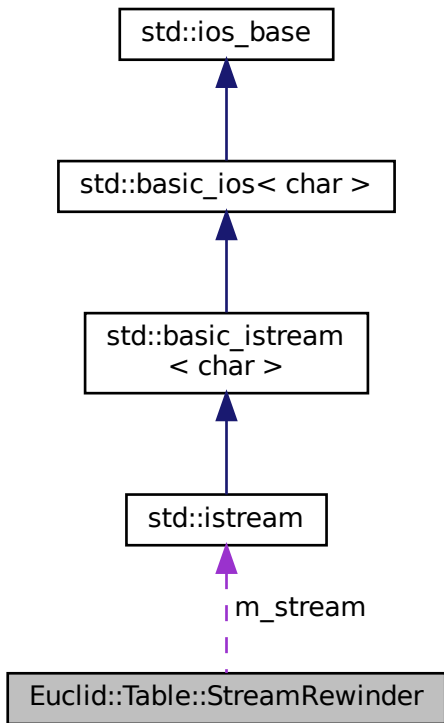 std::ios_base
std::basic_ios< char >
std::basic_istream
< char >
std::istream
m_stream
Euclid::Table::StreamRewinder